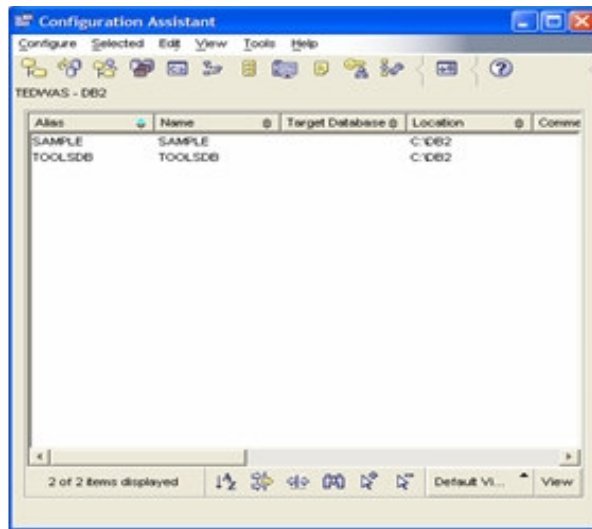 Configuration Assistant
Configure Selected Edit View Tools Help
TEDWAS - DB2
Alias Name Target Database Location Comme
SAMPLE SAMPLE C:\DB2
TOOLSDB TOOLSDB C:\DB2
2 of 2 items displayed Default Vi... View